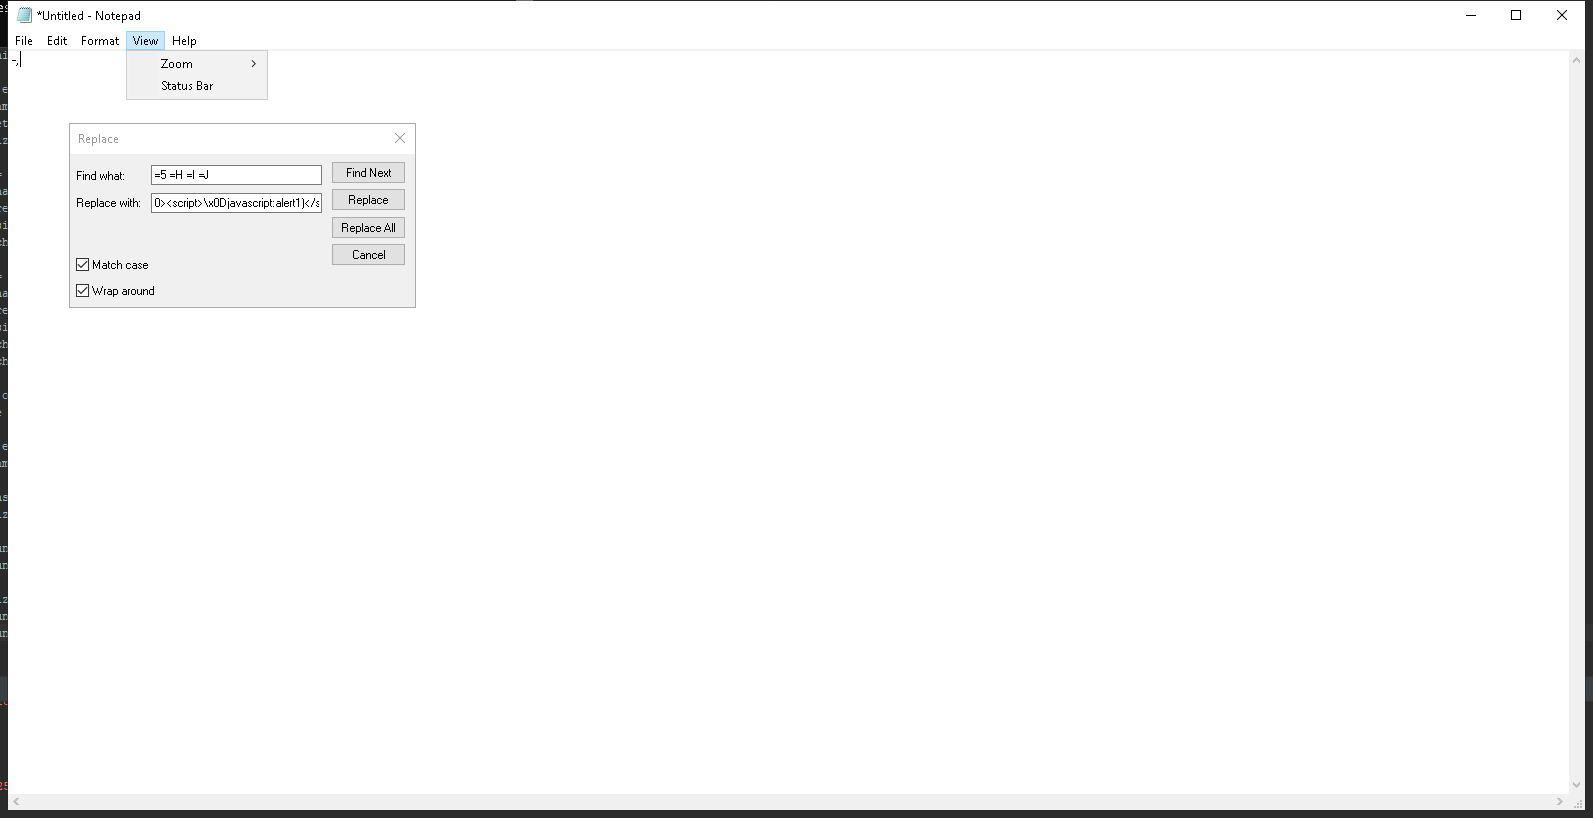 *Untitled - Notepad
File Edit Format View Help
-,
Zoom
Status Bar
Replace
Find what: =5 =H =I =J Find Next
Replace with: 0><script>\x0Djavascript:alert1)</s Replace
Replace All
Cancel
Match case
Wrap around